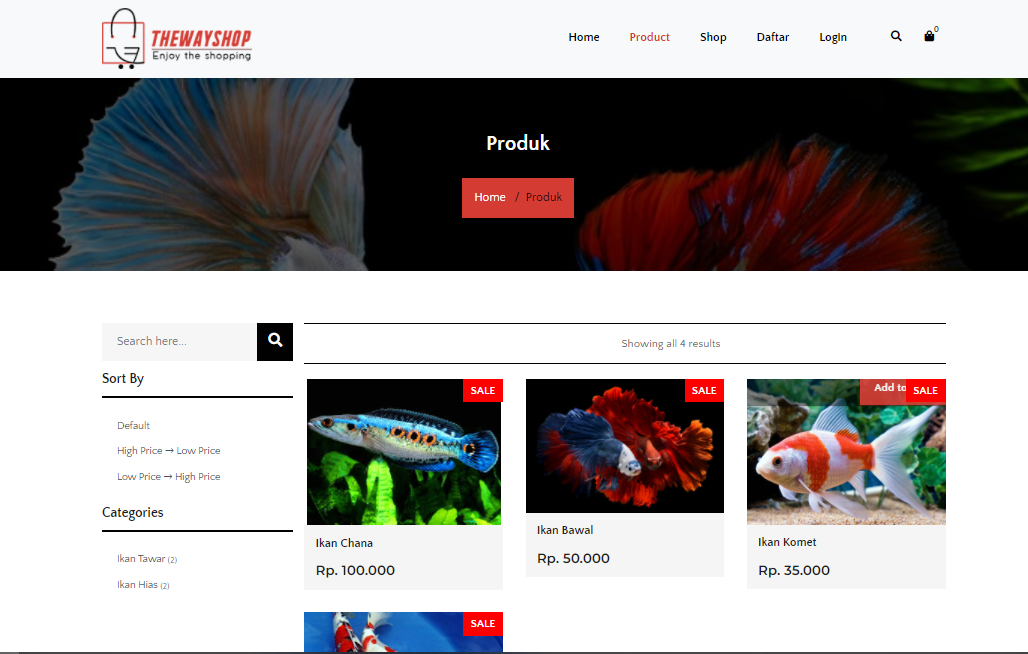 THEWAYSHOP
Enjoy the shopping
Home
Product
Shop
Daftar
LogIn
0
Produk
Home / Produk
Search here...
Showing all 4 results
Sort By
Default
High Price → Low Price
Low Price → High Price
Categories
Ikan Tawar (2)
Ikan Hias (2)
SALE
Ikan Chana
Rp. 100.000
SALE
Ikan Bawal
Rp. 50.000
Add to
SALE
Ikan Komet
Rp. 35.000
SALE